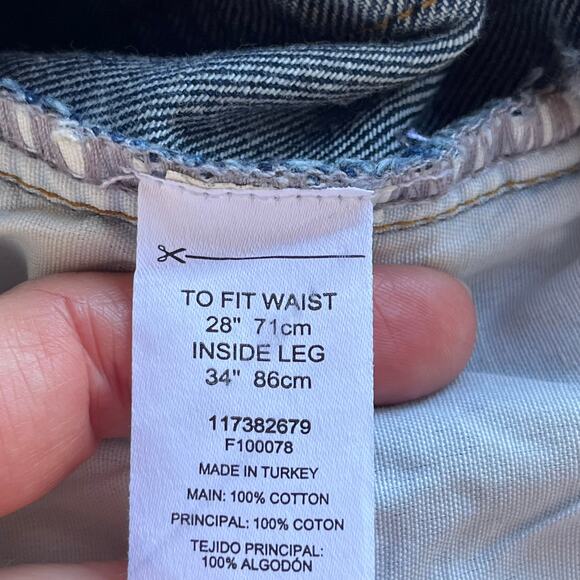 TO FIT WAIST
28" 71cm
INSIDE LEG
34" 86cm
117382679
F100078
MADE IN TURKEY
MAIN: 100% COTTON
PRINCIPAL: 100% COTON
TEJIDO PRINCIPAL:
100% ALGODÓN